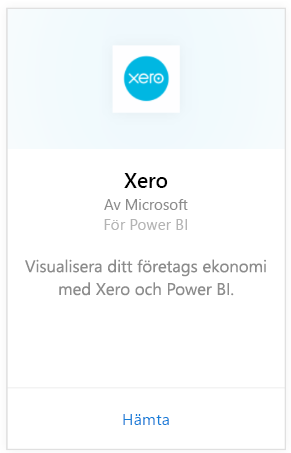 xero
Xero
Av Microsoft
För Power BI
Visualisera ditt företags ekonomi
med Xero och Power BI.
Hämta